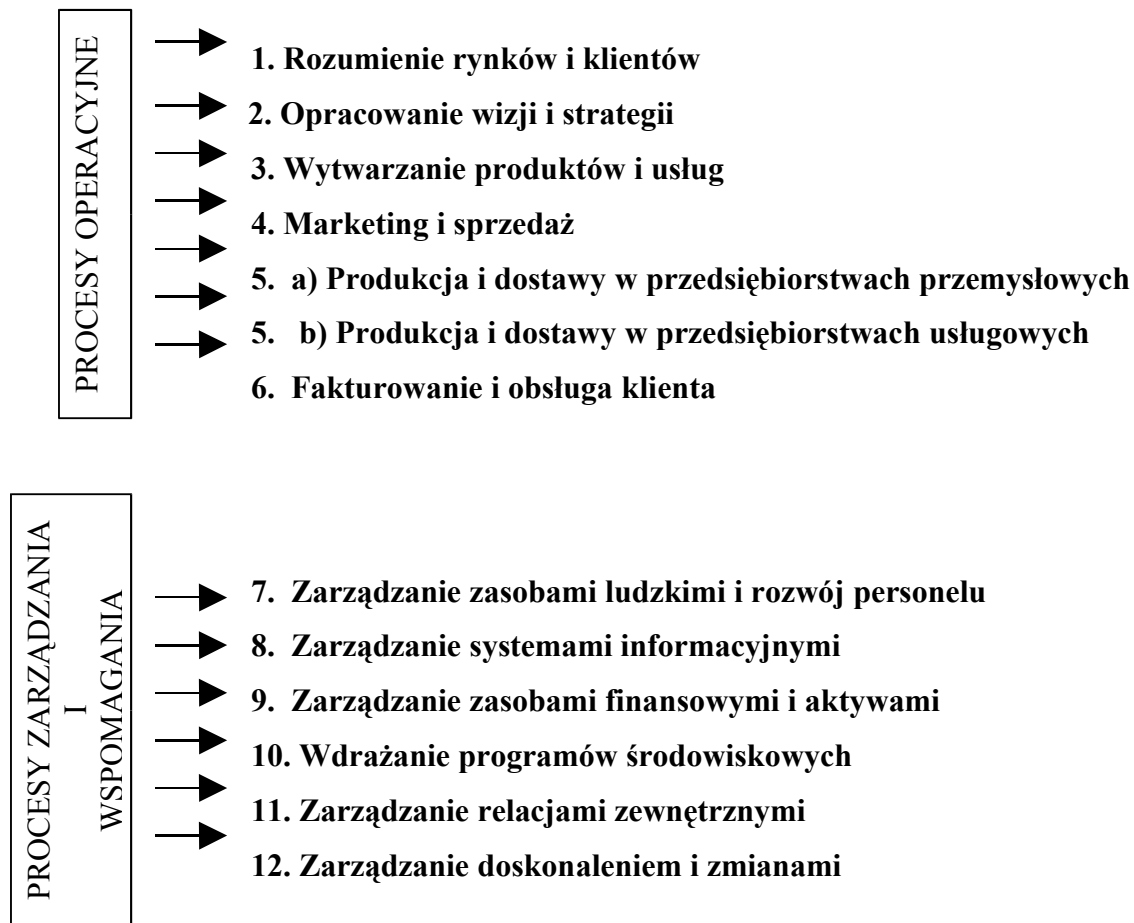 PROCESY OPERACYJNE
1. Rozumienie rynków i klientów
2. Opracowanie wizji i strategii
3. Wytwarzanie produktów i usług
4. Marketing i sprzedaż
5. a) Produkcja i dostawy w przedsiębiorstwach przemysłowych
5. b) Produkcja i dostawy w przedsiębiorstwach usługowych
6. Fakturowanie i obsługa klienta
PROCESY ZARZĄDZANIA
I
WSPOMAGANIA
7. Zarządzanie zasobami ludzkimi i rozwój personelu
8. Zarządzanie systemami informacyjnymi
9. Zarządzanie zasobami finansowymi i aktywami
10. Wdrażanie programów środowiskowych
11. Zarządzanie relacjami zewnętrznymi
12. Zarządzanie doskonaleniem i zmianami